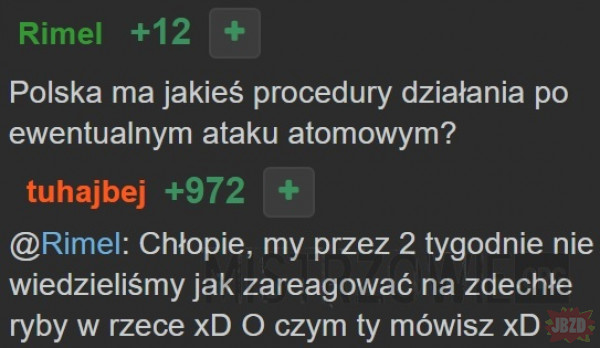 Rimel +12 +
Polska ma jakieś procedury działania po
ewentualnym ataku atomowym?
tuhajbej +972 +
@Rimel: Chłopie, my przez 2 tygodnie nie
wiedzieliśmy jak zareagować na zdechłe
ryby w rzece xD O czym ty mówisz xD
JBZD